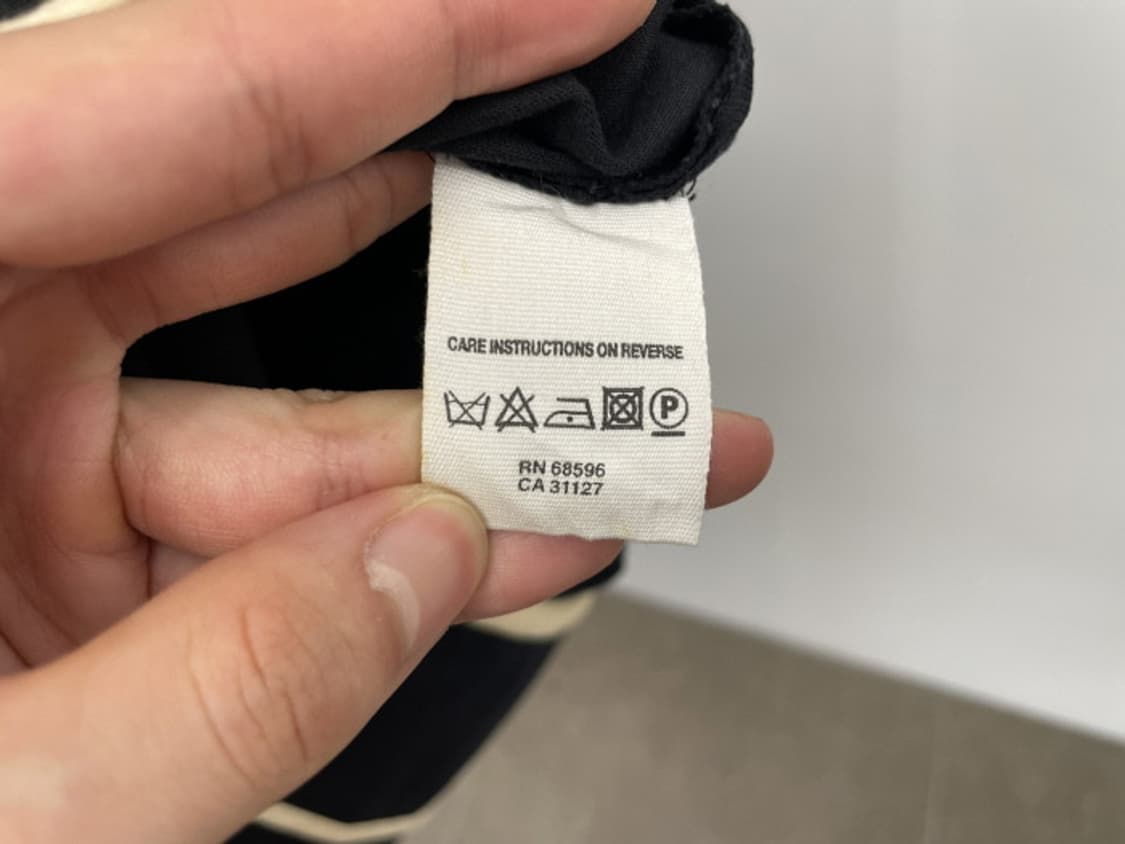 CARE INSTRUCTIONS ON REVERSE
P
RN 68596
CA 31127